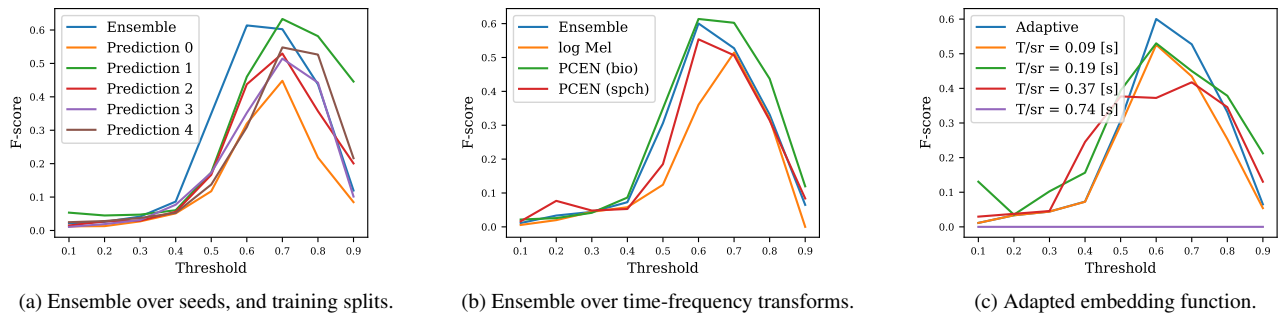 F-score
0.6
0.5
0.4
0.3
0.2
0.1
0.0
Ensemble
Prediction 0
Prediction 1
Prediction 2
Prediction 3
Prediction 4
0.1 0.2 0.3 0.4 0.5 0.6 0.7 0.8 0.9
Threshold
(a) Ensemble over seeds, and training splits.
F-score
0.6
0.5
0.4
0.3
0.2
0.1
0.0
Ensemble
log Mel
PCEN (bio)
PCEN (spch)
0.1 0.2 0.3 0.4 0.5 0.6 0.7 0.8 0.9
Threshold
(b) Ensemble over time-frequency transforms.
F-score
0.6
0.5
0.4
0.3
0.2
0.1
0.0
Adaptive
T/sr = 0.09 [s]
T/sr = 0.19 [s]
T/sr = 0.37 [s]
T/sr = 0.74 [s]
0.1 0.2 0.3 0.4 0.5 0.6 0.7 0.8 0.9
Threshold
(c) Adapted embedding function.